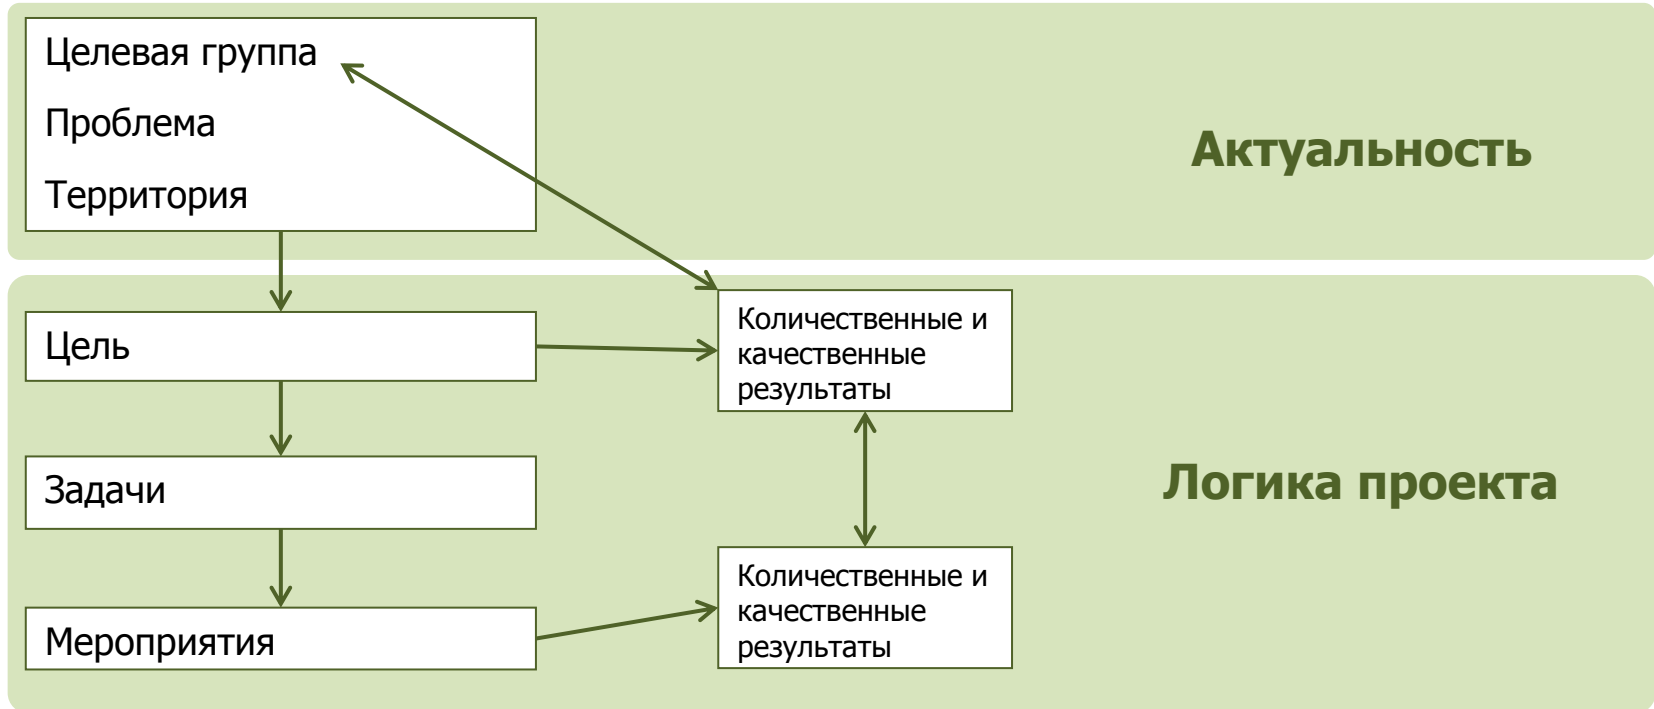 Целевая группа
Проблема
Территория
Актуальность
Цель
Количественные и
качественные
результаты
Задачи
Логика проекта
Мероприятия
Количественные и
качественные
результаты